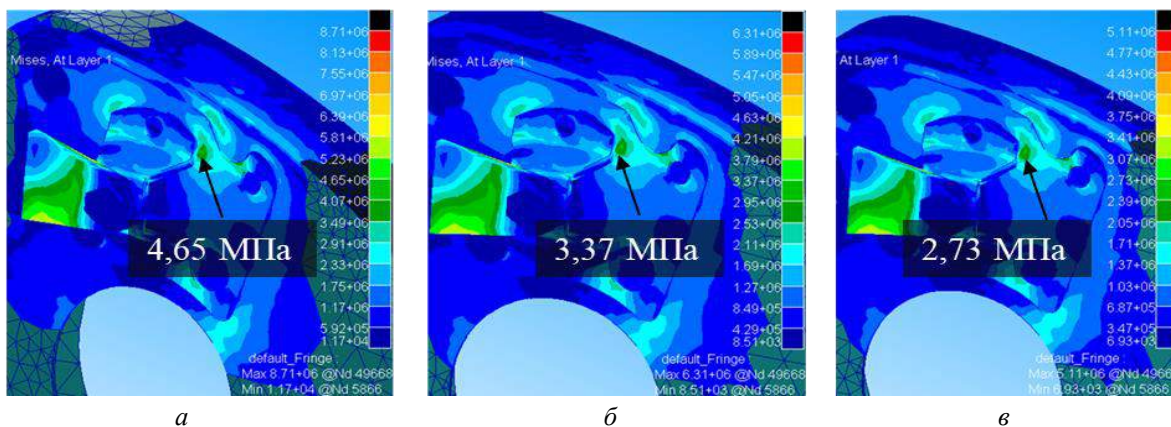 Mises, At Layer 1
8.71+06
8.13+06
7.55+06
6.97+06
6.39+06
5.81+06
5.23+06
4.65+06
4.07+06
3.49+06
2.91+06
2.33+06
1.75+06
1.17+06
5.92+05
1.17+04
4,65 МПа
default_Fringe :
Max 8.71+06 @Nd 49668
Min 1.17+04 @Nd 5866
а
Mises, At Layer 1
6.31+06
5.89+06
5.47+06
5.05+06
4.63+06
4.21+06
3.79+06
3.37+06
2.95+06
2.53+06
2.11+06
1.69+06
1.27+06
8.49+05
4.29+05
8.51+03
3,37 МПа
default_Fringe :
Max 6.31+06 @Nd 49668
Min 8.51+03 @Nd 5866
б
Mises, At Layer 1
5.11+06
4.77+06
4.43+06
4.09+06
3.75+06
3.41+06
3.07+06
2.73+06
2.39+06
2.05+06
1.71+06
1.37+06
1.03+06
6.87+05
3.47+05
6.93+03
2,73 МПа
default_Fringe :
Max 5.11+06 @Nd 4966
Min 6.93+03 @Nd 5866
в